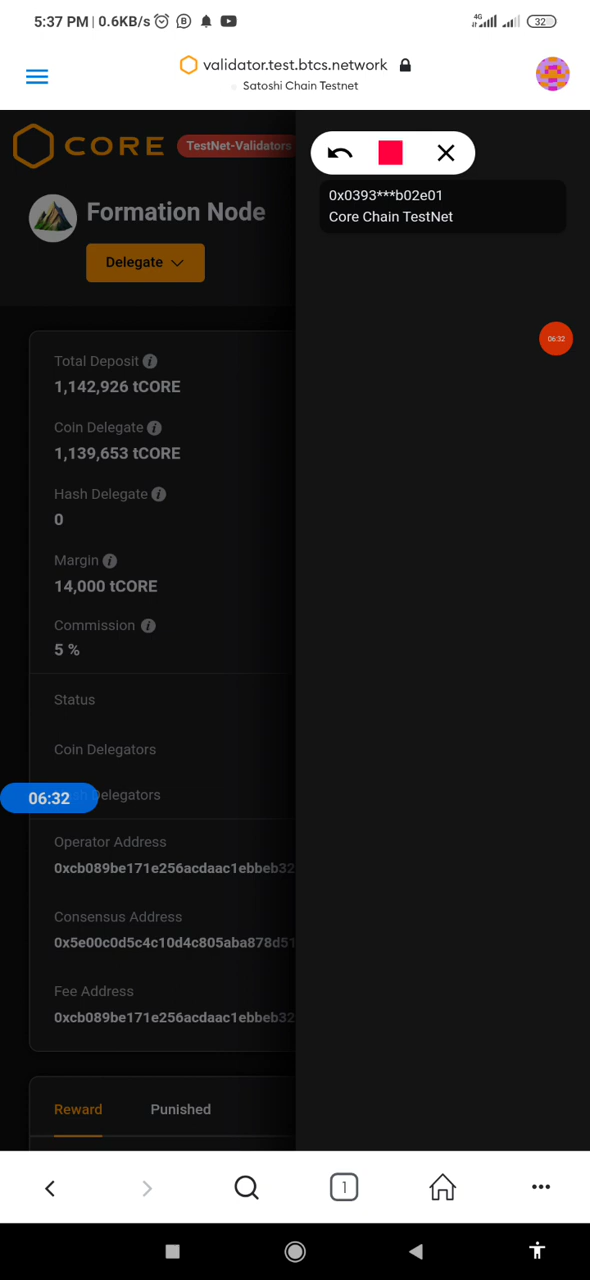 5:37 PM | 0.6KB/s
4G
32
validator.test.btcs.network
Satoshi Chain Testnet
CORE
TestNet-Validators
0x0393***b02e01
Core Chain TestNet
Formation Node
Delegate
06:32
Total Deposit
1,142,926 tCORE
Coin Delegate
1,139,653 tCORE
Hash Delegate
0
Margin
14,000 tCORE
Commission
5 %
Status
Coin Delegators
06:32
Delegators
Operator Address
0xcb089be171e256acdaac1ebbeb32
Consensus Address
0x5e00c0d5c4c10d4c805aba878d51
Fee Address
0xcb089be171e256acdaac1ebbeb32
Reward
Punished
1